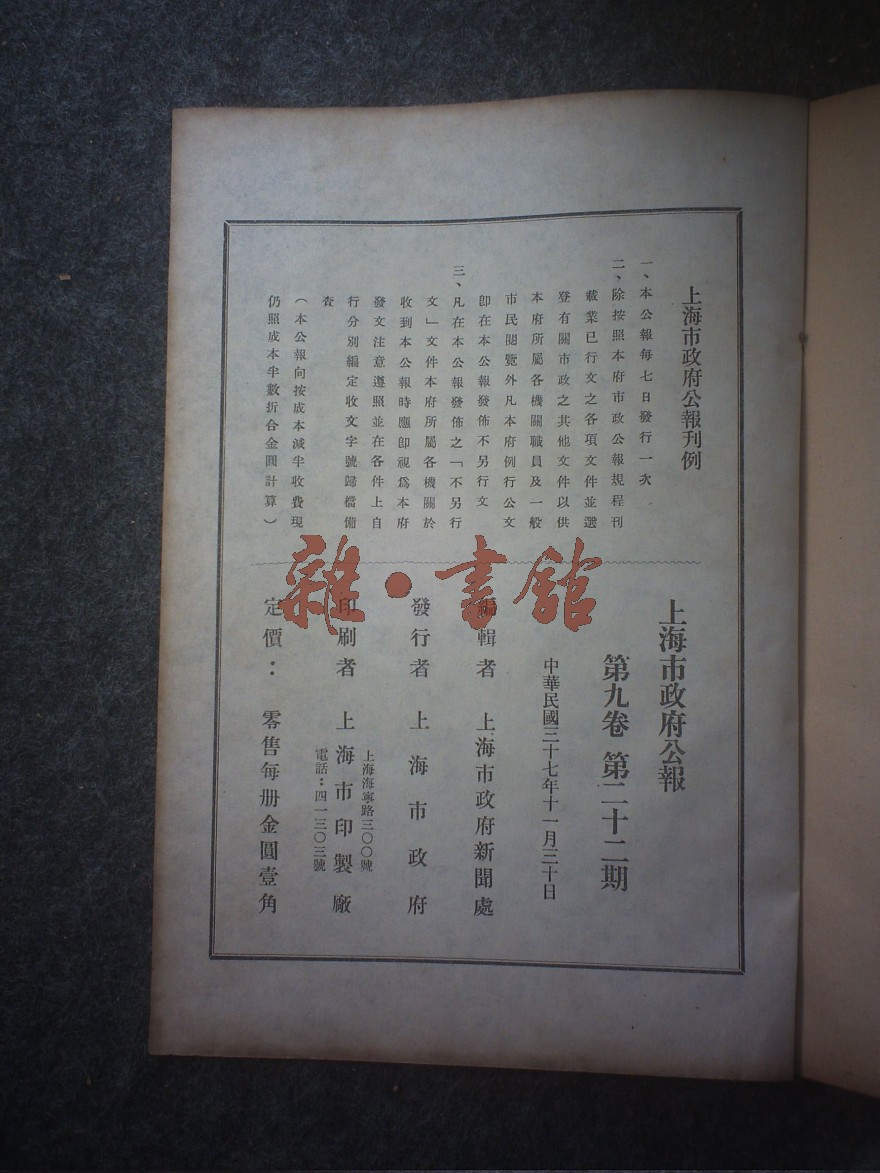 上海市政府公報刊例
一、本公報每七日發行一次
二、除按照本府市政公報規程刊
載業已行文之各項文件並選
登有關市政之其他文件以供
本府所屬各機關職員及一般
市民閱覽外凡本府例行公文
卽在本公報發佈不另行文
三、凡在本公報發佈之「不另行
文」文件本府所屬各機關於
收到本公報時應卽視爲本府
發文注意遵照並在各件上自
行分別編定收文字號歸檔備
查
（本公報向按成本減半收費現
仍照成本半數折合金圓計算）
上海市政府公報
第九卷 第二十二期
中華民國三十七年十一月三十日
編輯者 上海市政府新聞處
發行者 上海市政府
印刷者 上海市印製廠
上海海寧路三〇〇號
電話：四一三〇三號
定價： 零售每册金圓壹角
雜·書館